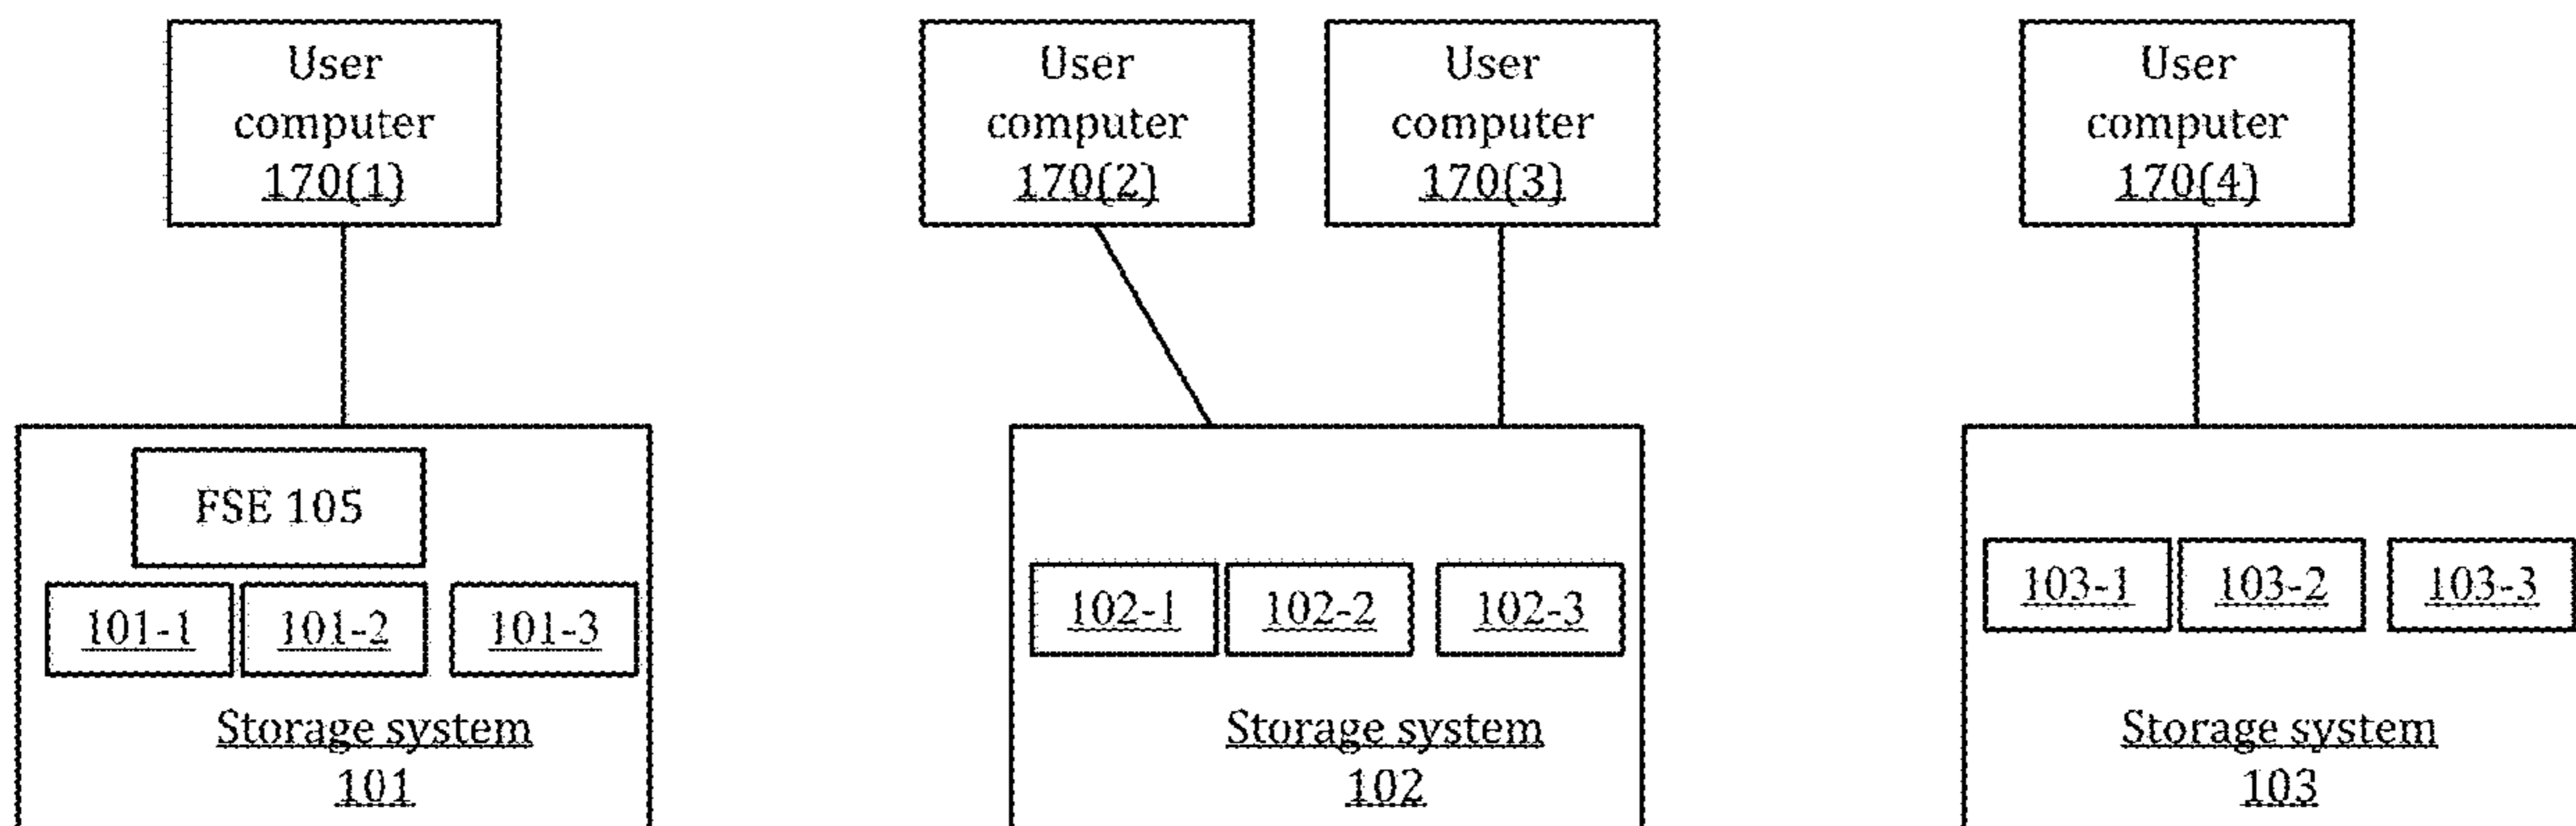 User
computer
170(1)
User
computer
170(2)
User
computer
170(3)
User
computer
170(4)
FSE 105
101-1
101-2
101-3
Storage system
101
102-1
102-2
102-3
Storage system
102
103-1
103-2
103-3
Storage system
103